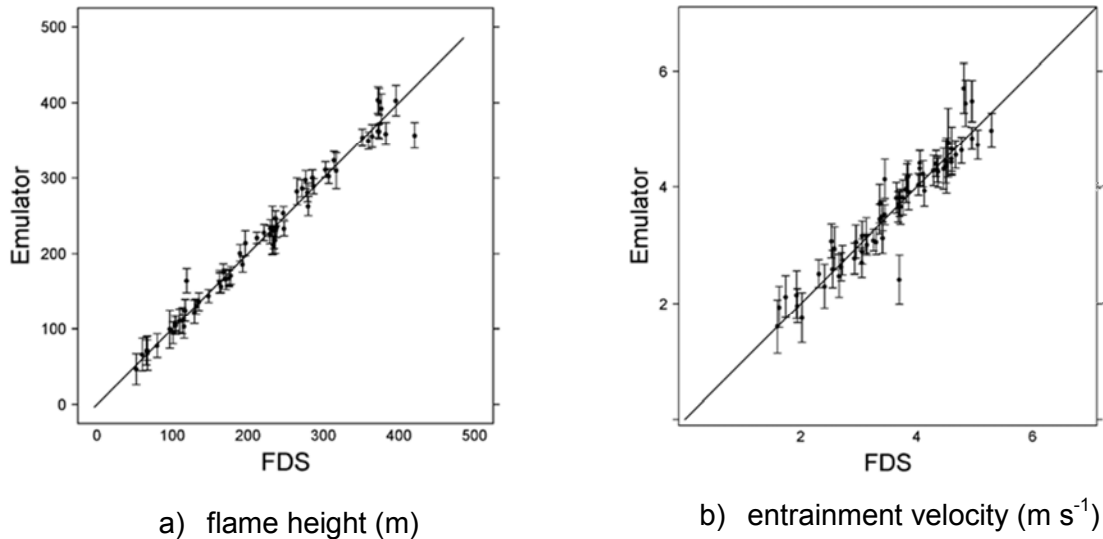 500
400
300
200
100
0
Emulator
0 100 200 300 400 500
FDS
a) flame height (m)
6
4
2
Emulator
2 4 6
FDS
b) entrainment velocity (m s⁻¹)